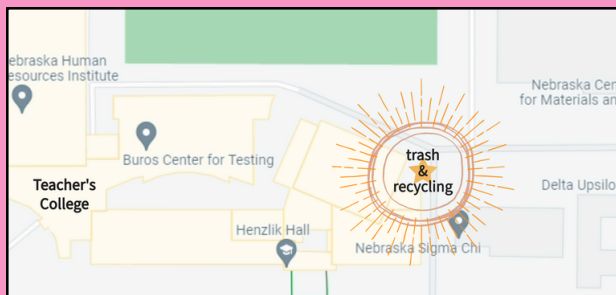 ebraska Human
esources Institute
Nebraska Cen
for Materials an
Buros Center for Testing
trash
&
recycling
Teacher's
College
Delta Upsilo
Henzlik Hall
Nebraska Sigma Chi